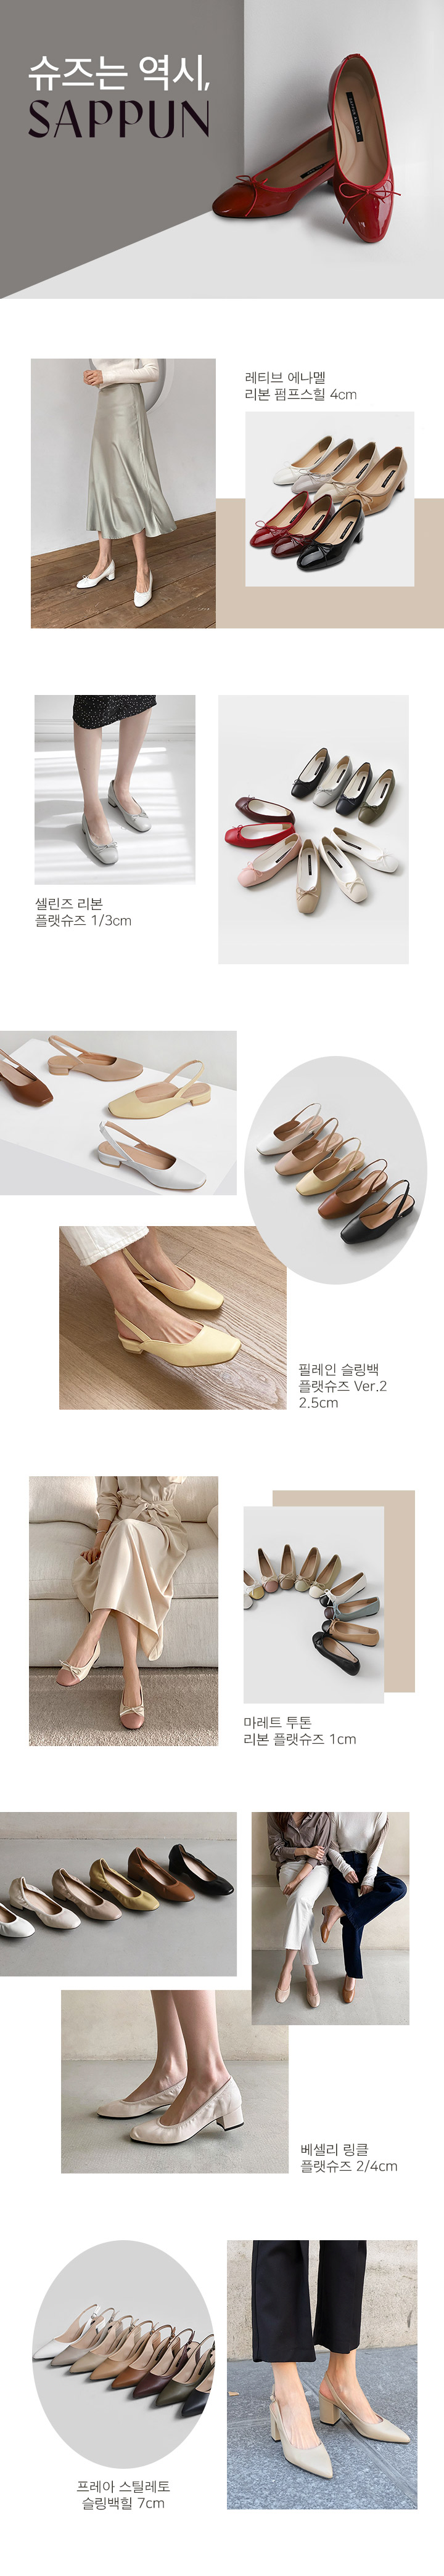 슈즈는 역시,
SAPPUN
레티브 에나멜
리본 펌프스힐 4cm
셀린즈 리본
플랫슈즈 1/3cm
필레인 슬링백
플랫슈즈 Ver.2
2.5cm
마레트 투톤
리본 플랫슈즈 1cm
베셀리 링클
플랫슈즈 2/4cm
프레아 스틸레토
슬링백힐 7cm